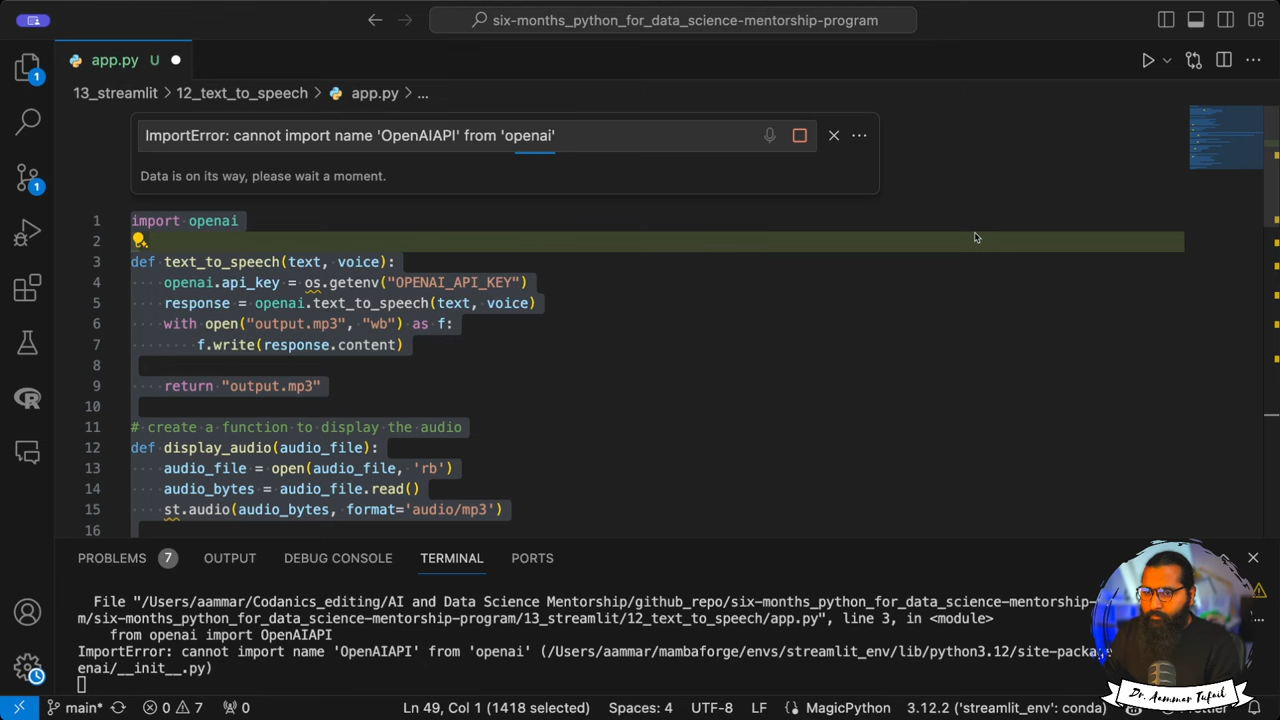 six-months_python_for_data_science-mentorship-program
1
1
app.py U
13_streamlit > 12_text_to_speech > app.py > ...
ImportError: cannot import name 'OpenAIAPI' from 'openai'
Data is on its way, please wait a moment.
1 import openai
2
3 def text_to_speech(text, voice):
4 openai.api_key = os.getenv("OPENAI_API_KEY")
5 response = openai.text_to_speech(text, voice)
6 with open("output.mp3", "wb") as f:
7 f.write(response.content)
8
9 return "output.mp3"
10
11 # create a function to display the audio
12 def display_audio(audio_file):
13 audio_file = open(audio_file, 'rb')
14 audio_bytes = audio_file.read()
15 st.audio(audio_bytes, format='audio/mp3')
16
PROBLEMS 7 OUTPUT DEBUG CONSOLE TERMINAL PORTS
File "/Users/aammar/Codanics_editing/AI and Data Science Mentorship/github_repo/six-months_python_for_data_science-mentorship-
m/six-months_python_for_data_science-mentorship-program/13_streamlit/12_text_to_speech/app.py", line 3, in <module>
from openai import OpenAIAPI
ImportError: cannot import name 'OpenAIAPI' from 'openai' (/Users/aammar/mambaforge/envs/streamlit_env/lib/python3.12/site-package
enai/__init__.py)
Dr. Aammar Tufail
main* 0 7 0 Ln 49, Col 1 (1418 selected) Spaces: 4 UTF-8 LF MagicPython 3.12.2 ('streamlit_env': conda) Prettier